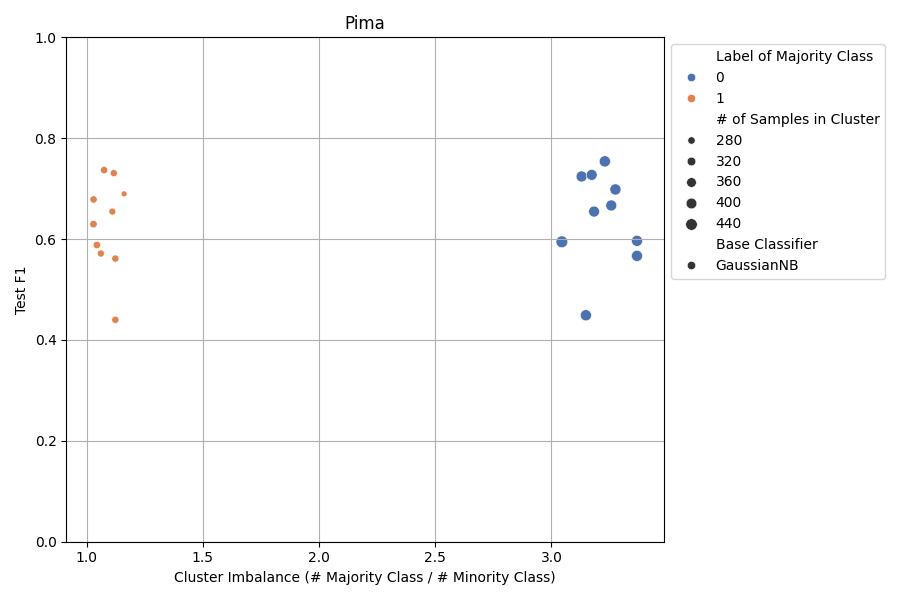 Pima
1.0
0.8
0.6
0.4
0.2
0.0
Test F1
1.0
1.5
2.0
2.5
3.0
Cluster Imbalance (# Majority Class / # Minority Class)
Label of Majority Class
0
1
# of Samples in Cluster
280
320
360
400
440
Base Classifier
GaussianNB